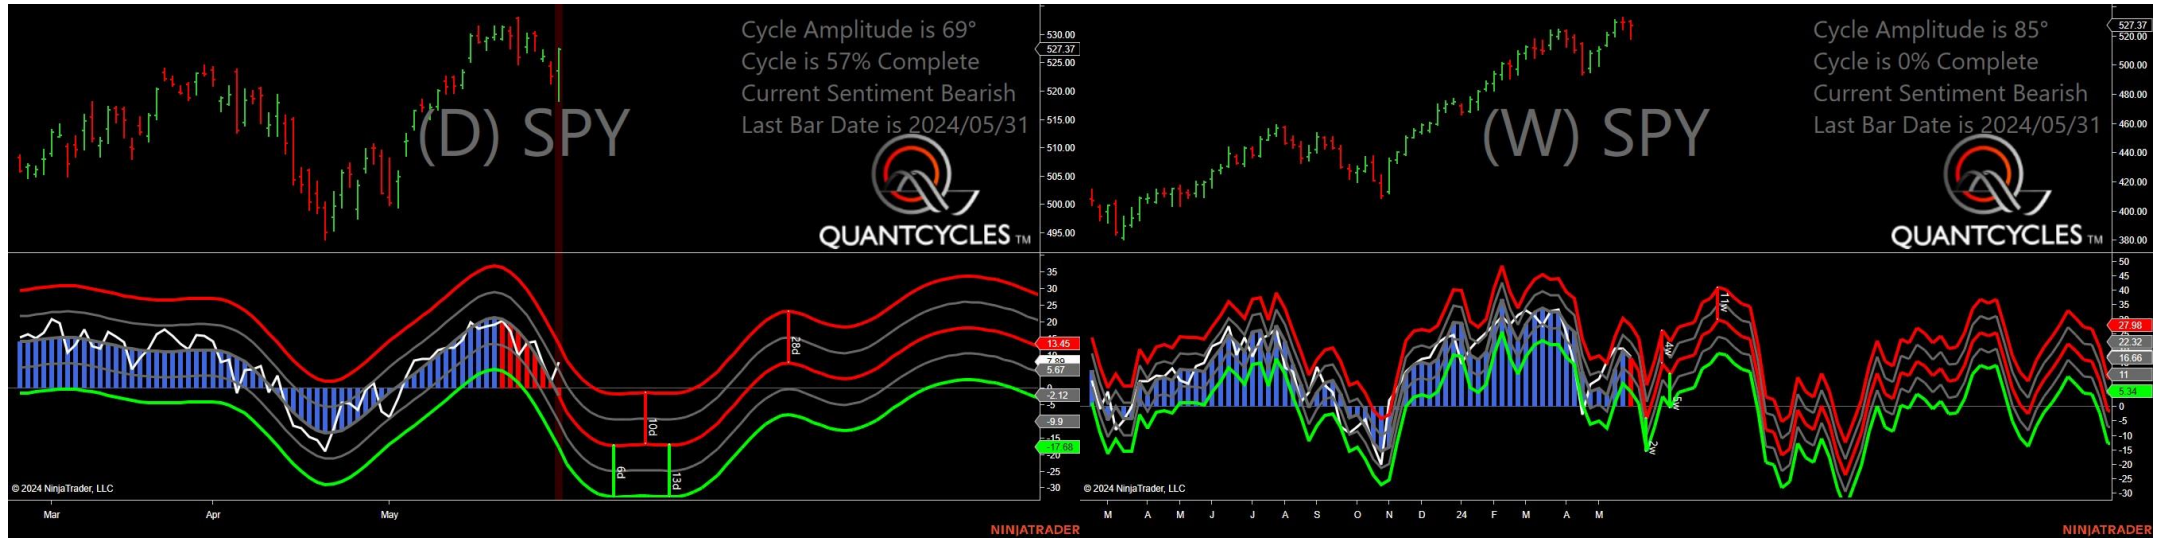 Cycle Amplitude is 69°
Cycle is 57% Complete
Current Sentiment Bearish
Last Bar Date is 2024/05/31
(D) SPY
QUANTCYCLES TM
530.00
527.37
525.00
520.00
515.00
510.00
505.00
500.00
495.00
35
30
25
20
13.45
7.89
5.67
0
-2.12
-5
-9.9
-15
-17.68
-20
-25
-30
28d
10d
6d
13d
© 2024 NinjaTrader, LLC
Mar
Apr
May
NINJATRADER
Cycle Amplitude is 85°
Cycle is 0% Complete
Current Sentiment Bearish
Last Bar Date is 2024/05/31
(W) SPY
QUANTCYCLES TM
527.37
520.00
500.00
480.00
460.00
440.00
420.00
400.00
380.00
50
45
40
35
27.98
22.32
16.66
11
5.34
0
-5
-10
-15
-20
-25
-30
11w
4w
5w
2w
© 2024 NinjaTrader, LLC
M A M J J A S O N D 24 F M A M
NINJATRADER